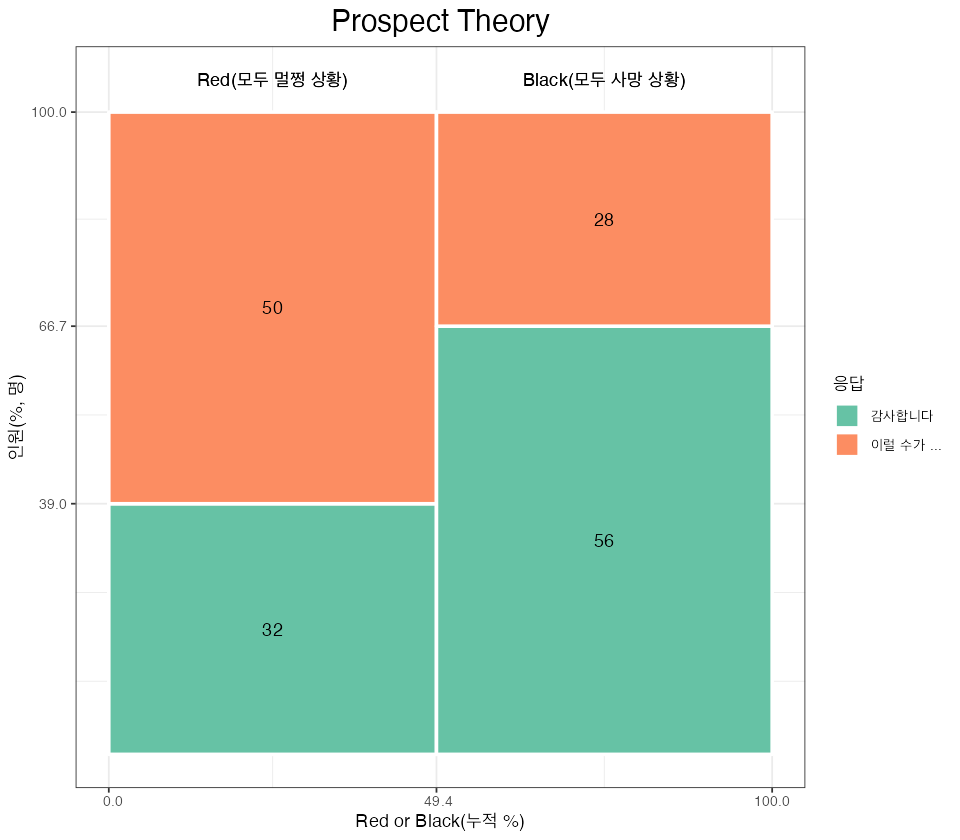 Prospect Theory
Red(모두 멀쩡 상황)
Black(모두 사망 상황)
100.0
28
50
66.7
인원(%, 명)
응답
감사합니다
이럴 수가 ...
39.0
56
32
0.0
49.4
100.0
Red or Black(누적 %)